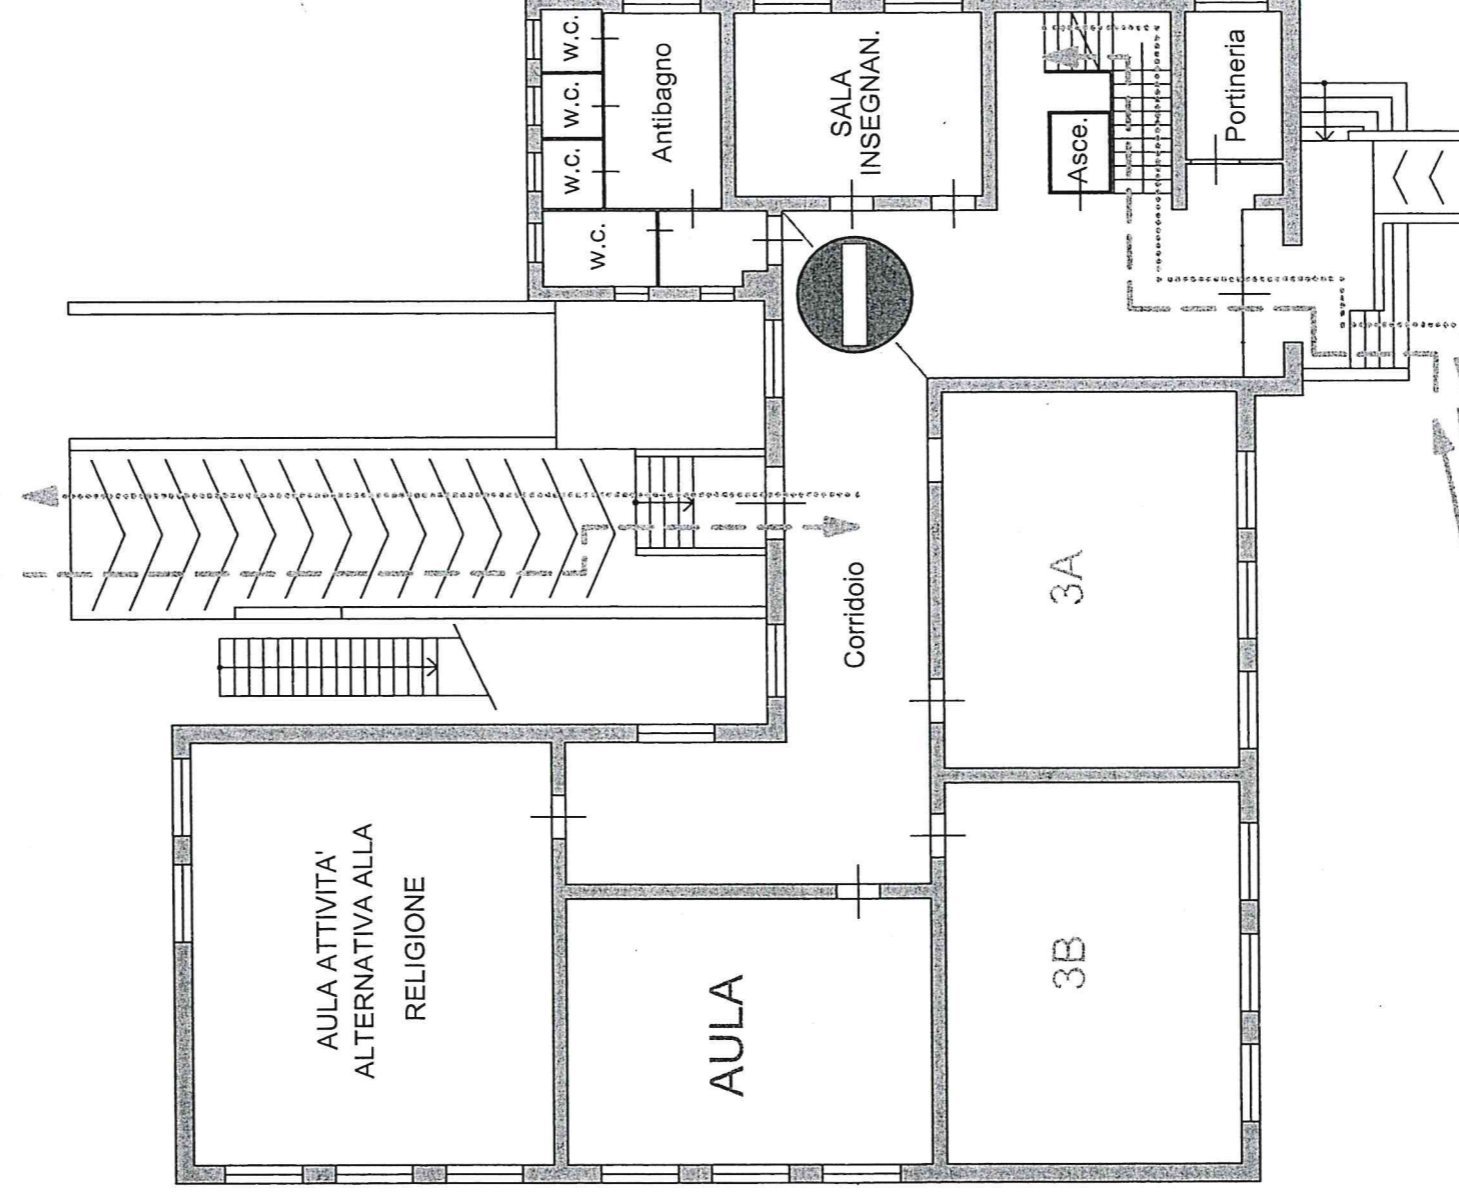 w.c.
w.c.
w.c.
w.c.
Antibagno
SALA
INSEGNAN.
Asce.
Portineria
Corridoio
3A
3B
AULA ATTIVITA'
ALTERNATIVA ALLA
RELIGIONE
AULA